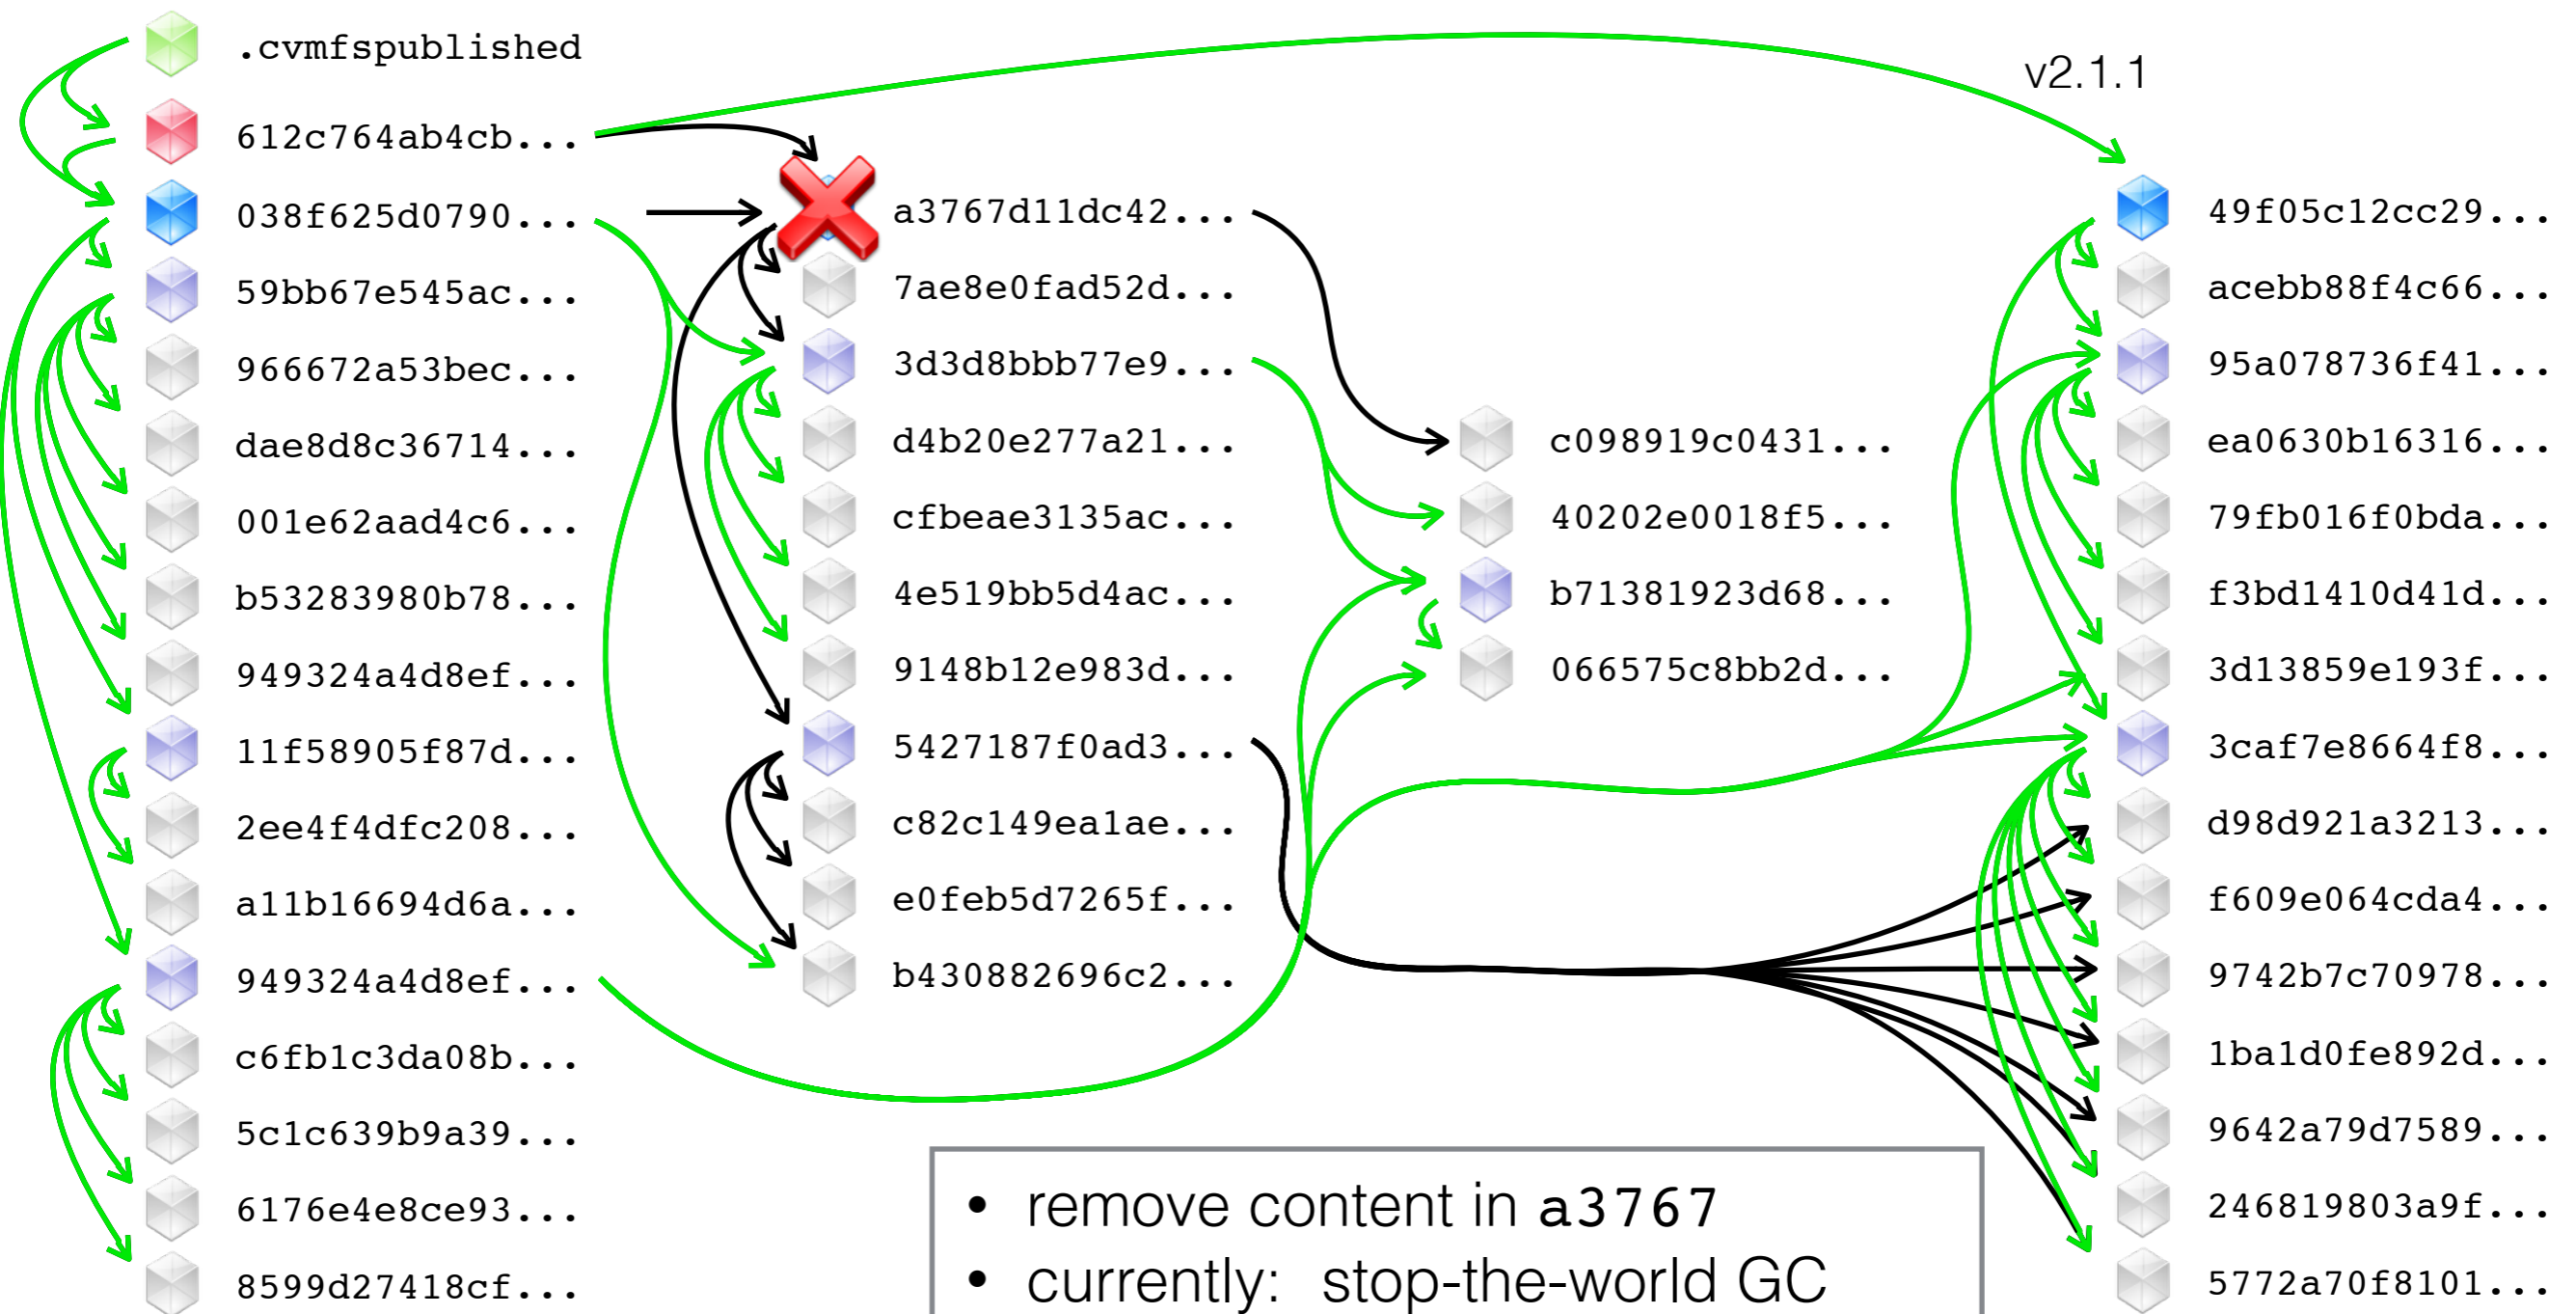 .cvmfspublished
612c764ab4cb...
038f625d0790...
59bb67e545ac...
966672a53bec...
dae8d8c36714...
001e62aad4c6...
b53283980b78...
949324a4d8ef...
11f58905f87d...
2ee4f4dfc208...
a11b16694d6a...
949324a4d8ef...
c6fb1c3da08b...
5c1c639b9a39...
6176e4e8ce93...
8599d27418cf...
a3767d11dc42...
7ae8e0fad52d...
3d3d8bbb77e9...
d4b20e277a21...
cfbeae3135ac...
4e519bb5d4ac...
9148b12e983d...
5427187f0ad3...
c82c149ea1ae...
e0feb5d7265f...
b430882696c2...
c098919c0431...
40202e0018f5...
b71381923d68...
066575c8bb2d...
v2.1.1
49f05c12cc29...
acebb88f4c66...
95a078736f41...
ea0630b16316...
79fb016f0bda...
f3bd1410d41d...
3d13859e193f...
3caf7e8664f8...
d98d921a3213...
f609e064cda4...
9742b7c70978...
1ba1d0fe892d...
9642a79d7589...
246819803a9f...
5772a70f8101...
• remove content in a3767
• currently: stop-the-world GC